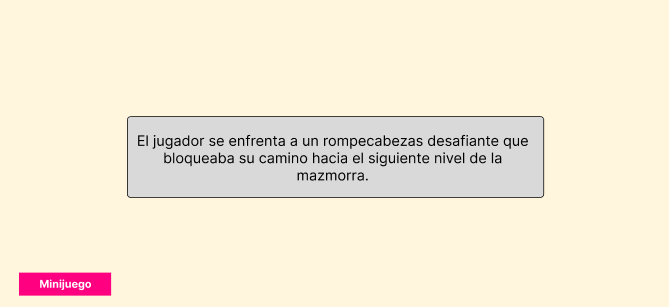 El jugador se enfrenta a un rompecabezas desafiante que
bloqueaba su camino hacia el siguiente nivel de la
mazmorra.
Minijuego